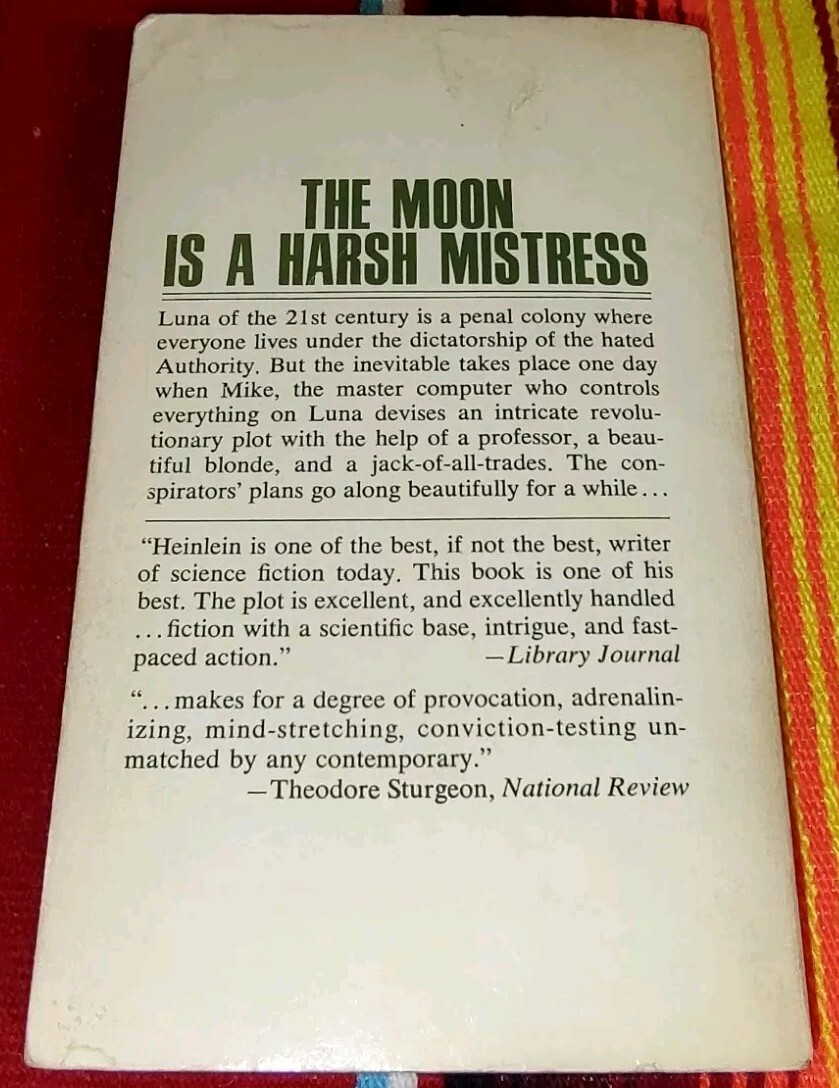 THE MOON
IS A HARSH MISTRESS
Luna of the 21st century is a penal colony where
everyone lives under the dictatorship of the hated
Authority. But the inevitable takes place one day
when Mike, the master computer who controls
everything on Luna devises an intricate revolu-
tionary plot with the help of a professor, a beau-
tiful blonde, and a jack-of-all-trades. The con-
spirators' plans go along beautifully for a while...
“Heinlein is one of the best, if not the best, writer
of science fiction today. This book is one of his
best. The plot is excellent, and excellently handled
...fiction with a scientific base, intrigue, and fast-
paced action.” —Library Journal
“...makes for a degree of provocation, adrenalin-
izing, mind-stretching, conviction-testing un-
matched by any contemporary.”
—Theodore Sturgeon, National Review